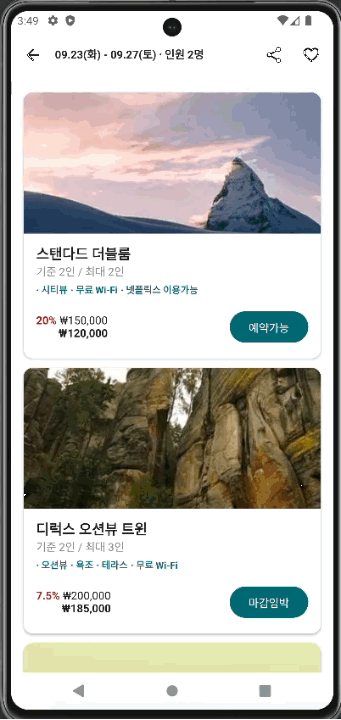 3:49
09.23(화) - 09.27(토) · 인원 2명
스탠다드 더블룸
기준 2인 / 최대 2인
· 시티뷰 · 무료 Wi-Fi · 넷플릭스 이용가능
20% ₩150,000
₩120,000
예약가능
디럭스 오션뷰 트윈
기준 2인 / 최대 3인
· 오션뷰 · 욕조 · 테라스 · 무료 Wi-Fi
7.5% ₩200,000
₩185,000
마감임박